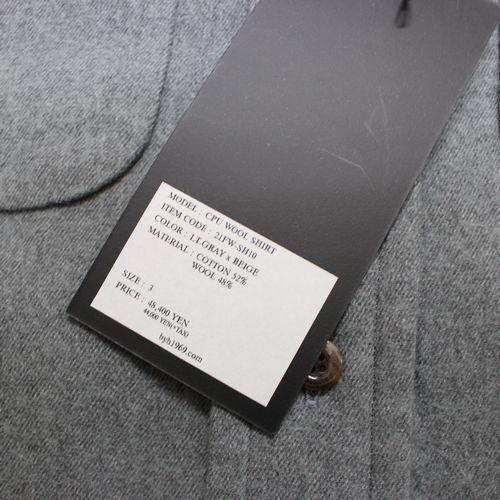 MODEL : CPU WOOL SHIRT
ITEM CODE : 21FW-SH10
COLOR : LT.GRAY x BEIGE
MATERIAL : COTTON 52%
WOOL 48%
SIZE : 3
PRICE : 48,400 YEN
44,000 YEN(+TAX)
byh1969.com